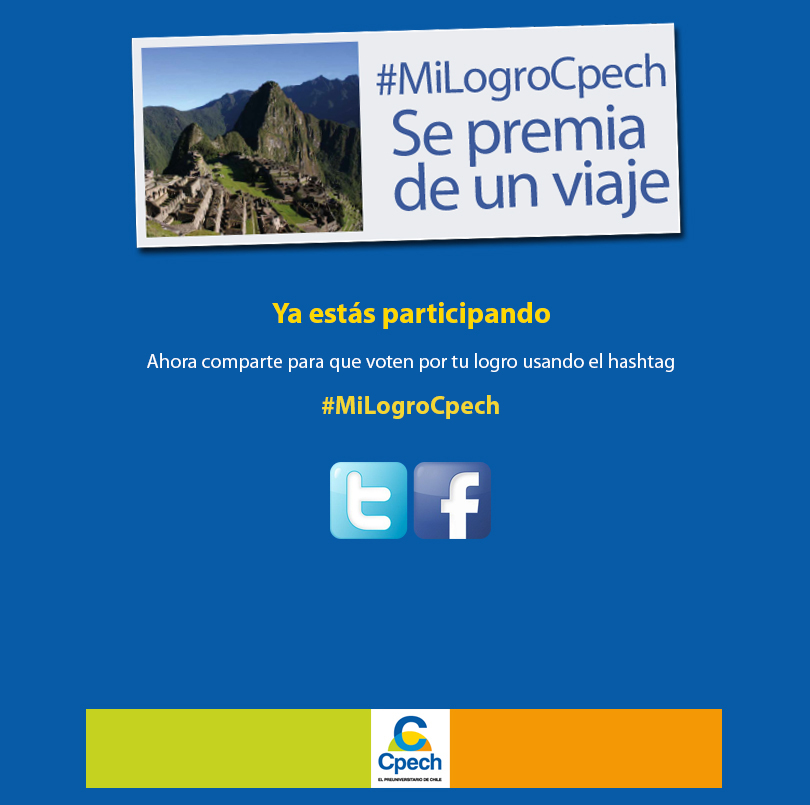 #MiLogroCpech
Se premia
de un viaje
Ya estás participando
Ahora comparte para que voten por tu logro usando el hashtag
#MiLogroCpech
Cpech
EL PREUNIVERSITARIO DE CHILE